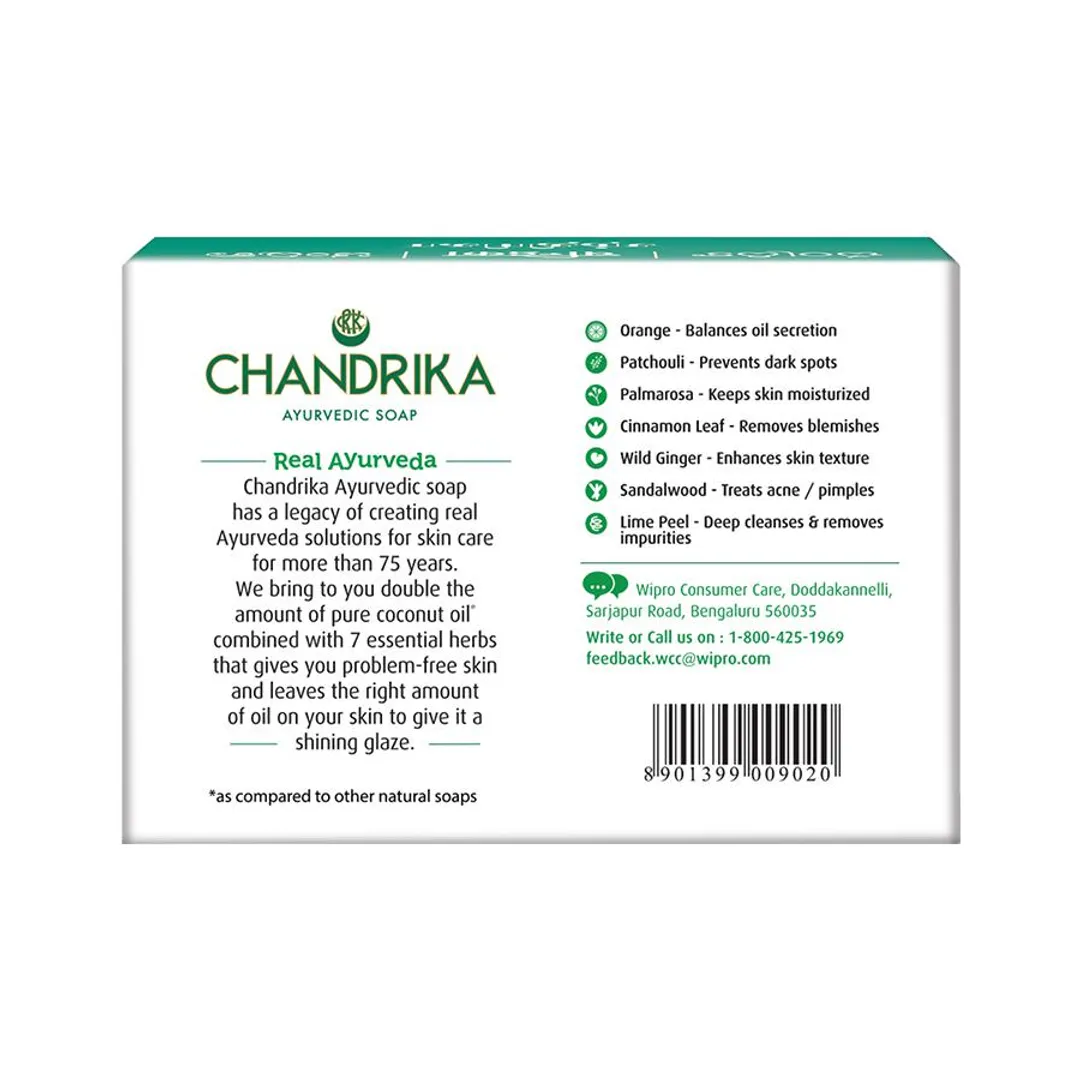 CHANDRIKA
AYURVEDIC SOAP
Real Ayurveda
Chandrika Ayurvedic soap
has a legacy of creating real
Ayurveda solutions for skin care
for more than 75 years.
We bring to you double the
amount of pure coconut oil*
combined with 7 essential herbs
that gives you problem-free skin
and leaves the right amount
of oil on your skin to give it a
shining glaze.
*as compared to other natural soaps
Orange - Balances oil secretion
Patchouli - Prevents dark spots
Palmarosa - Keeps skin moisturized
Cinnamon Leaf - Removes blemishes
Wild Ginger - Enhances skin texture
Sandalwood - Treats acne / pimples
Lime Peel - Deep cleanses & removes
impurities
Wipro Consumer Care, Doddakannelli,
Sarjapur Road, Bengaluru 560035
Write or Call us on : 1-800-425-1969
feedback.wcc@wipro.com
8 901399 009020